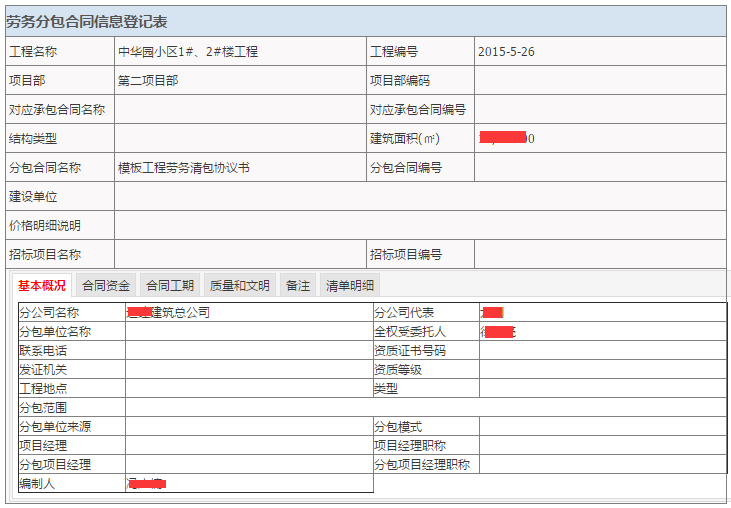 劳务分包合同信息登记表
工程名称 中华园小区1#、2#楼工程 工程编号 2015-5-26
项目部 第二项目部 项目部编码
对应承包合同名称 对应承包合同编号
结构类型 建筑面积(㎡) 00
分包合同名称 模板工程劳务清包协议书 分包合同编号
建设单位
价格明细说明
招标项目名称 招标项目编号
基本概况 合同资金 合同工期 质量和文明 备注 清单明细
分公司名称 建筑总公司 分公司代表
分包单位名称 全权受委托人
联系电话 资质证书号码
发证机关 资质等级
工程地点 类型
分包范围
分包单位来源 分包模式
项目经理 项目经理职称
分包项目经理 分包项目经理职称
编制人